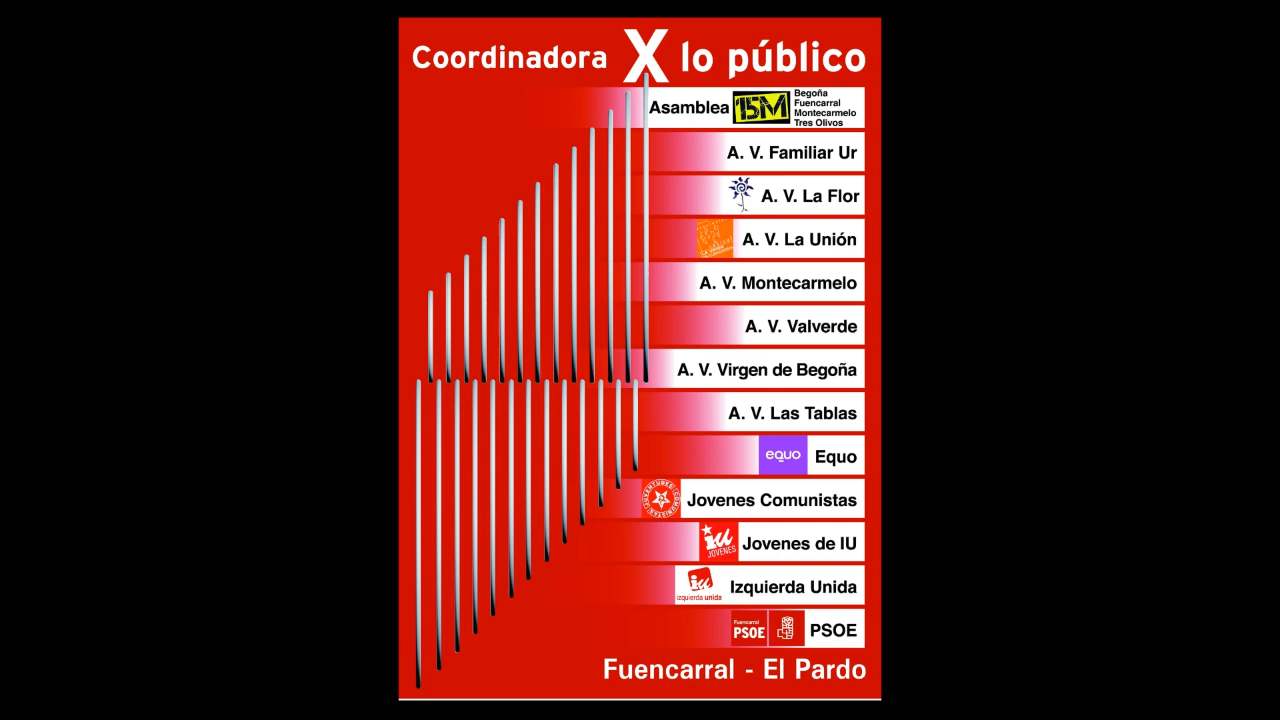 Coordinadora X lo público
Asamblea 15M Begoña
Fuencarral
Montecarmelo
Tres Olivos
A. V. Familiar Ur
A. V. La Flor
A. V. La Unión
A. V. Montecarmelo
A. V. Valverde
A. V. Virgen de Begoña
A. V. Las Tablas
equo Equo
JUVENTUDES COMUNISTAS Jovenes Comunistas
iu JOVENES Jovenes de IU
iu izquierda unida Izquierda Unida
Fuencarral PSOE PSOE
Fuencarral - El Pardo